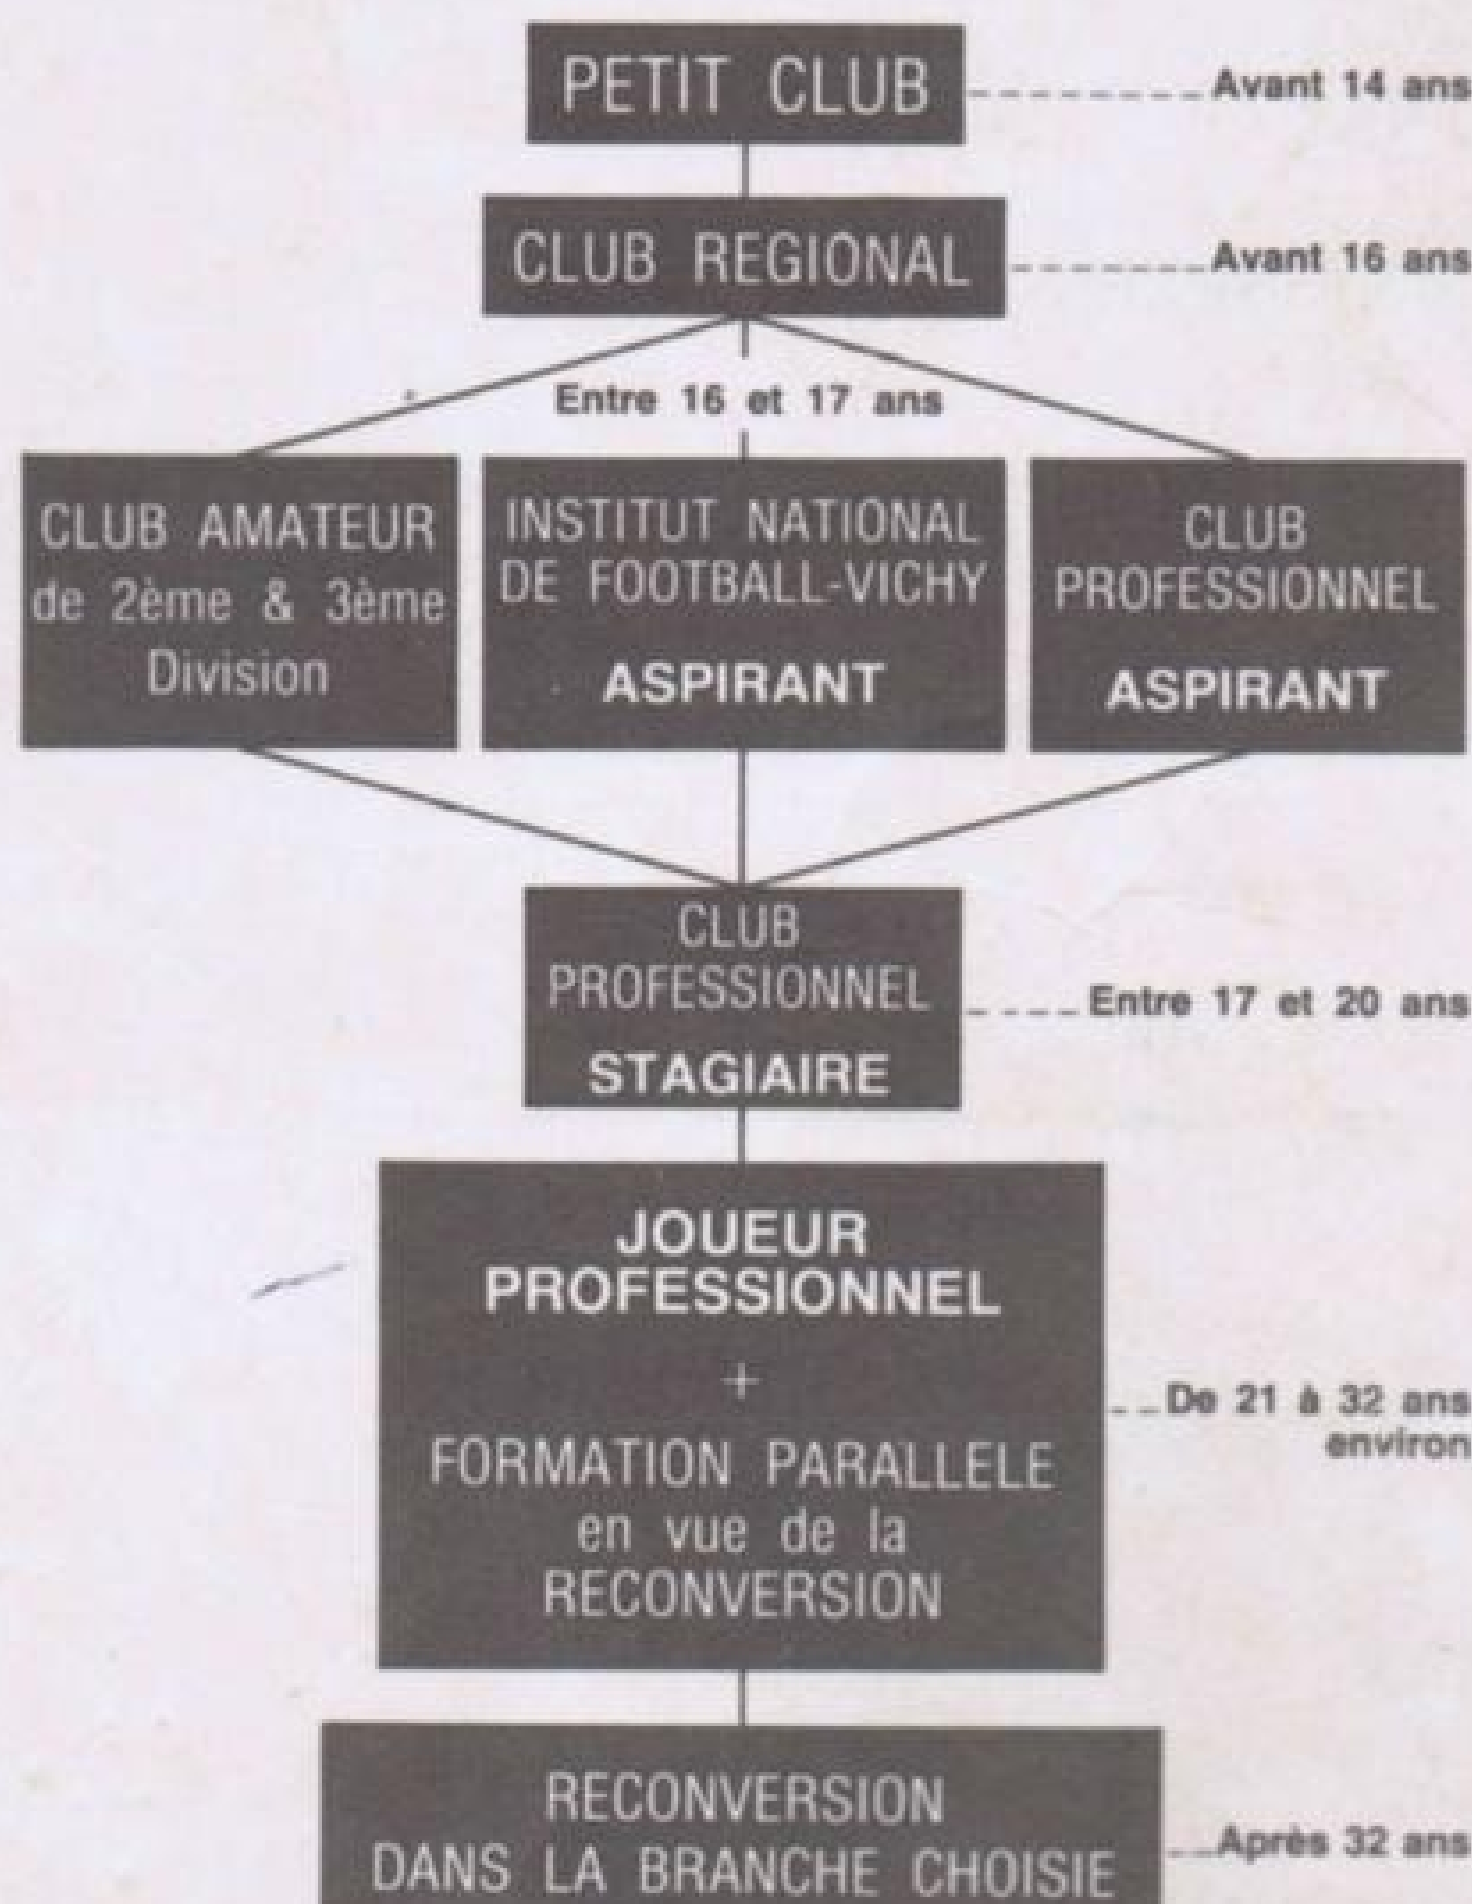 PETIT CLUB
Avant 14 ans
CLUB REGIONAL
Avant 16 ans
Entre 16 et 17 ans
CLUB AMATEUR
de 2ème & 3ème
Division
INSTITUT NATIONAL
DE FOOTBALL-VICHY
ASPIRANT
CLUB
PROFESSIONNEL
ASPIRANT
CLUB
PROFESSIONNEL
STAGIAIRE
Entre 17 et 20 ans
JOUEUR
PROFESSIONNEL
+
FORMATION PARALLELE
en vue de la
RECONVERSION
De 21 à 32 ans
environ
RECONVERSION
DANS LA BRANCHE CHOISIE
Après 32 ans